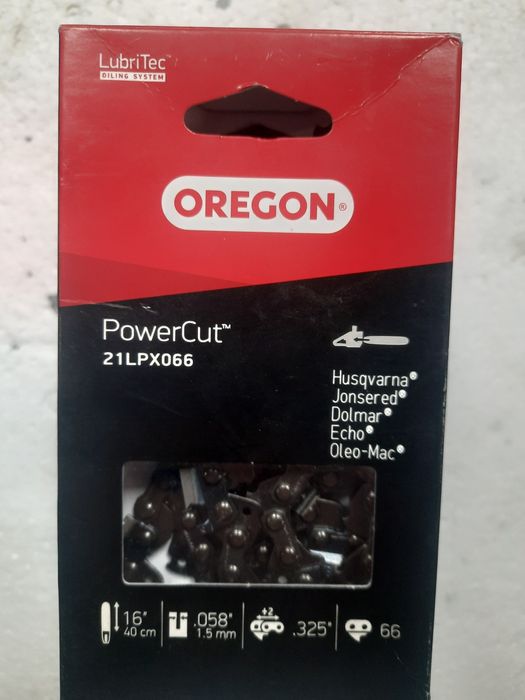 LubriTec™
OILING SYSTEM
OREGON®
PowerCut™
21LPX066
Husqvarna®
Jonsered®
Dolmar®
Echo®
Oleo-Mac®
16" .058" +2 .325" 66
40 cm 1.5 mm